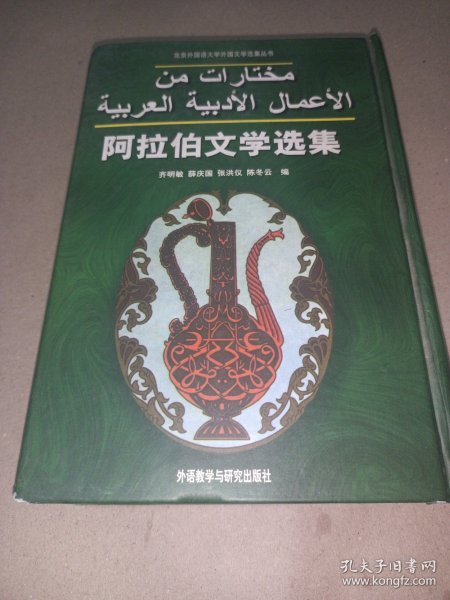 北京外国语大学外国文学选集丛书
مختارات من
الأعمال الأدبية العربية
阿拉伯文学选集
齐明敏 薛庆国 张洪仪 陈冬云 编
外语教学与研究出版社
孔夫子旧书网
www.kongfz.com